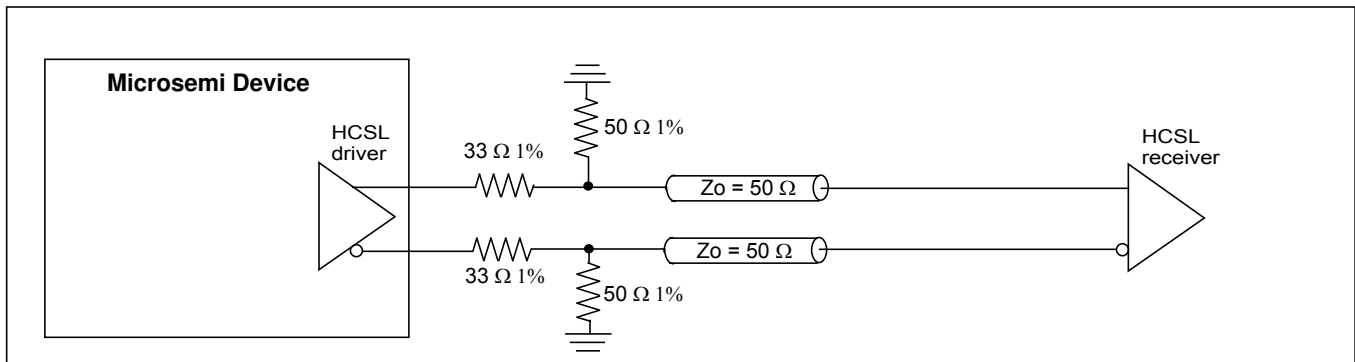 Microsemi Device
HCSL
driver
33 Ω 1%
50 Ω 1%
Zo = 50 Ω
HCSL
receiver
33 Ω 1%
50 Ω 1%
Zo = 50 Ω